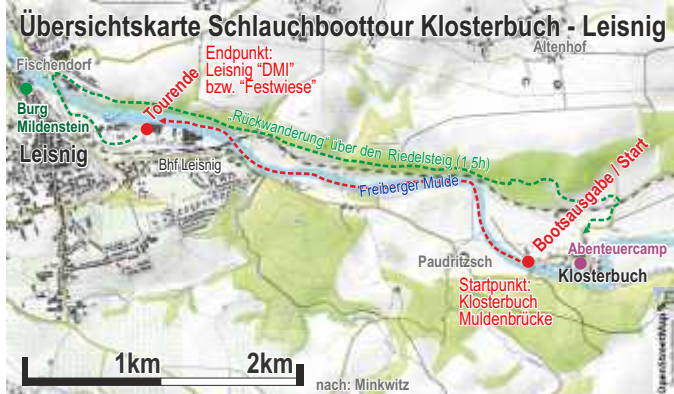 Übersichtskarte Schlauchboottour Klosterbuch - Leisnig
Fischendorf
Endpunkt:
Leisnig "DMI"
bzw. "Festwiese"
Altenhof
Tourende
Burg
Mildenstein
Leisnig
„Rückwanderung" über den Riedelsteig (1,5h)
Bhf Leisnig
Freiberger Mulde
Bootsausgabe / Start
Paudritzsch
Abenteuercamp
Klosterbuch
Startpunkt:
Klosterbuch
Muldenbrücke
1km
2km
nach: Minkwitz
OpenStreetMap